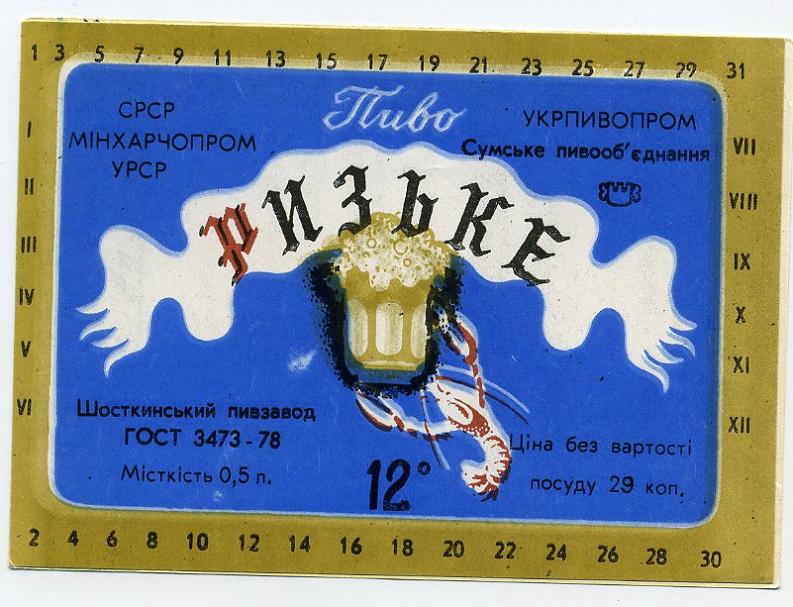 1 3 5 7 9 11 13 15 17 19 21 23 25 27 29 31
Пиво
СРСР
МІНХАРЧОПРОМ
УРСР
УКРПИВОПРОМ
Сумське пивооб'єднання
РИЗЬКЕ
I
II
III
IV
V
VI
VII
VIII
IX
X
XI
XII
Шосткинський пивзавод
ГОСТ 3473-78
Місткість 0,5 л.
12°
Ціна без вартості
посуду 29 коп.
2 4 6 8 10 12 14 16 18 20 22 24 26 28 30